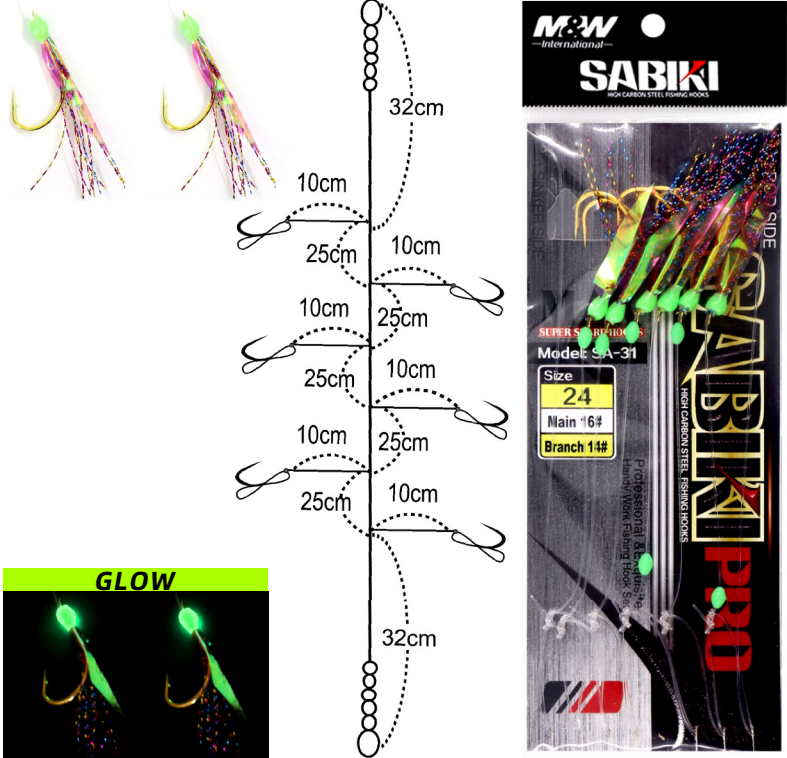 M&W
International
SABIKI
HIGH CARBON STEEL FISHING HOOKS
32cm
10cm
25cm
10cm
10cm
25cm
25cm
10cm
10cm
25cm
25cm
10cm
32cm
GLOW
SINKER SIDE
ROD SIDE
SUPER SHARP HOOKS
Model: SA-31
Size
24
Main 16#
Branch 14#
SABIKI
PRO
HIGH CARBON STEEL FISHING HOOKS
Professional & Exquisite
Handy Work Fishing Hook Set